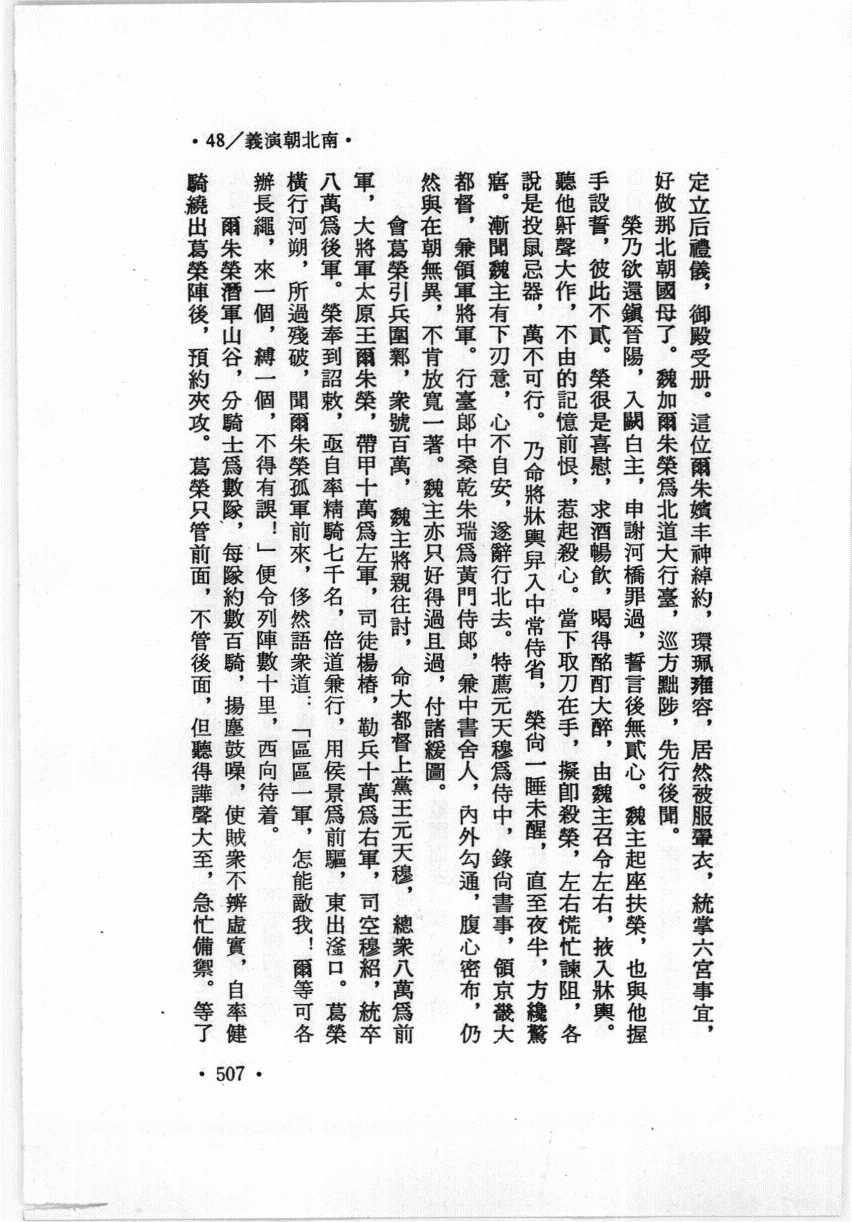 ·48／義演朝北南·
定立后禮儀，御殿受册。這位爾朱嬪丰神綽約，環珮雍容，居然被服翬衣，統掌六宮事宜，
好做那北朝國母了。魏加爾朱榮爲北道大行臺，巡方黜陟，先行後聞。
榮乃欲還鎭晉陽，入闕白主，申謝河橋罪過，誓言後無貳心。魏主起座扶榮，也與他握
手設誓，彼此不貳。榮很是喜慰，求酒暢飮，喝得酩酊大醉，由魏主召令左右，掖入牀輿。
聽他鼾聲大作，不由的記憶前恨，惹起殺心。當下取刀在手，擬卽殺榮，左右慌忙諫阻，各
說是投鼠忌器，萬不可行。乃命將牀輿舁入中常侍省，榮尙一睡未醒，直至夜半，方纔驚
寤。漸聞魏主有下刃意，心不自安，遂辭行北去。特薦元天穆爲侍中，錄尙書事，領京畿大
都督，兼領軍將軍。行臺郞中桑乾朱瑞爲黃門侍郞，兼中書舍人，內外勾通，腹心密布，仍
然與在朝無異，不肯放寬一著。魏主亦只好得過且過，付諸緩圖。
會葛榮引兵圍鄴，衆號百萬，魏主將親往討，命大都督上黨王元天穆，總衆八萬爲前
軍，大將軍太原王爾朱榮，帶甲十萬爲左軍，司徒楊椿，勒兵十萬爲右軍，司空穆紹，統卒
八萬爲後軍。榮奉到詔敕，亟自率精騎七千名，倍道兼行，用侯景爲前驅，東出滏口。葛榮
橫行河朔，所過殘破，聞爾朱榮孤軍前來，侈然語衆道：「區區一軍，怎能敵我！爾等可各
辦長繩，來一個，縛一個，不得有誤！」便令列陣數十里，西向待着。
爾朱榮潛軍山谷，分騎士爲數隊，每隊約數百騎，揚塵鼓噪，使賊衆不辨虛實，自率健
騎繞出葛榮陣後，預約夾攻。葛榮只管前面，不管後面，但聽得譁聲大至，急忙備禦。等了
·507·